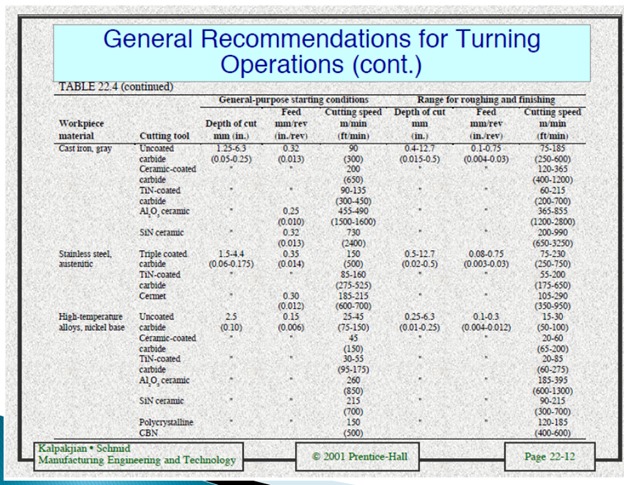 General Recommendations for Turning
Operations (cont.)
TABLE 22.4 (continued)
General-purpose starting conditions Range for roughing and finishing
Feed Cutting speed Depth of cut Feed Cutting speed
Workpiece Depth of cut mm/rev m/min mm mm/rev m/min
material Cutting tool mm (in.) (in./rev) (ft/min) (in.) (in./rev) (ft/min)
Cast iron, gray Uncoated 1.25-6.3 0.32 90 0.4-12.7 0.1-0.75 75-185
carbide (0.05-0.25) (0.013) (300) (0.015-0.5) (0.004-0.03) (250-600)
Ceramic-coated " " 200 " " 120-365
carbide (650) (400-1200)
TiN-coated " " 90-135 " " 60-215
carbide (300-450) (200-700)
Al2O3 ceramic " 0.25 455-490 " " 365-855
(0.010) (1500-1600) (1200-2800)
SiN ceramic " 0.32 730 " " 200-990
(0.013) (2400) (650-3250)
Stainless steel, Triple coated 1.5-4.4 0.35 150 0.5-12.7 0.08-0.75 75-230
austenitic carbide (0.06-0.175) (0.014) (500) (0.02-0.5) (0.003-0.03) (250-750)
TiN-coated " " 85-160 " " 55-200
carbide (275-525) (175-650)
Cermet " 0.30 185-215 " " 105-290
(0.012) (600-700) (350-950)
High-temperature Uncoated 2.5 0.15 25-45 0.25-6.3 0.1-0.3 15-30
alloys, nickel base carbide (0.10) (0.006) (75-150) (0.01-0.25) (0.004-0.012) (50-100)
Ceramic-coated " " 45 " " 20-60
carbide (150) (65-200)
TiN-coated " " 30-55 " " 20-85
carbide (95-175) (60-275)
Al2O3 ceramic " " 260 " " 185-395
(850) (600-1300)
SiN ceramic " " 215 " " 90-215
(700) (300-700)
Polycrystalline " " 150 " " 120-185
CBN (500) (400-600)
Kalpakjian • Schmid
Manufacturing Engineering and Technology
© 2001 Prentice-Hall
Page 22-12